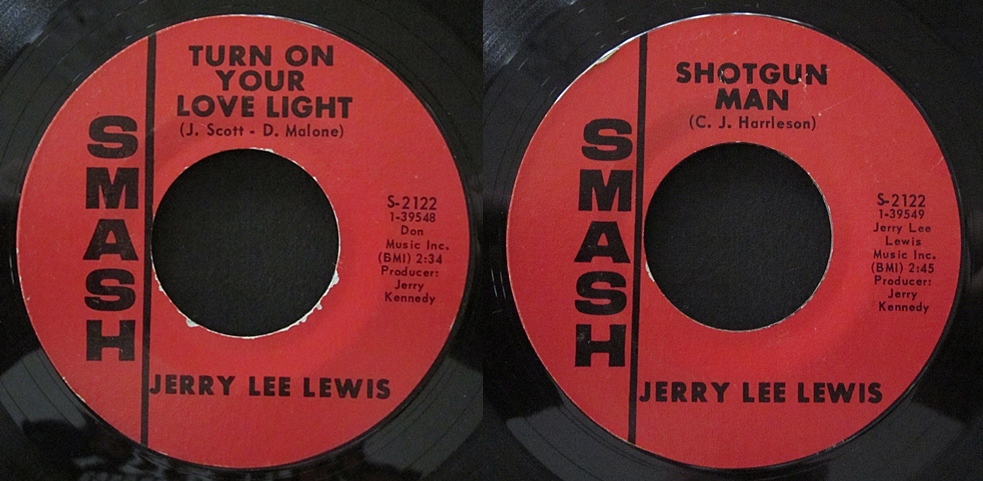 TURN ON
YOUR
LOVE LIGHT
(J. Scott - D. Malone)
SMASH
S-2122
1-39548
Don
Music Inc.
(BMI) 2:34
Producer:
Jerry
Kennedy
JERRY LEE LEWIS
SHOTGUN
MAN
(C. J. Harrleson)
SMASH
S-2122
1-39549
Jerry Lee
Lewis
Music Inc.
(BMI) 2:45
Producer:
Jerry
Kennedy
JERRY LEE LEWIS